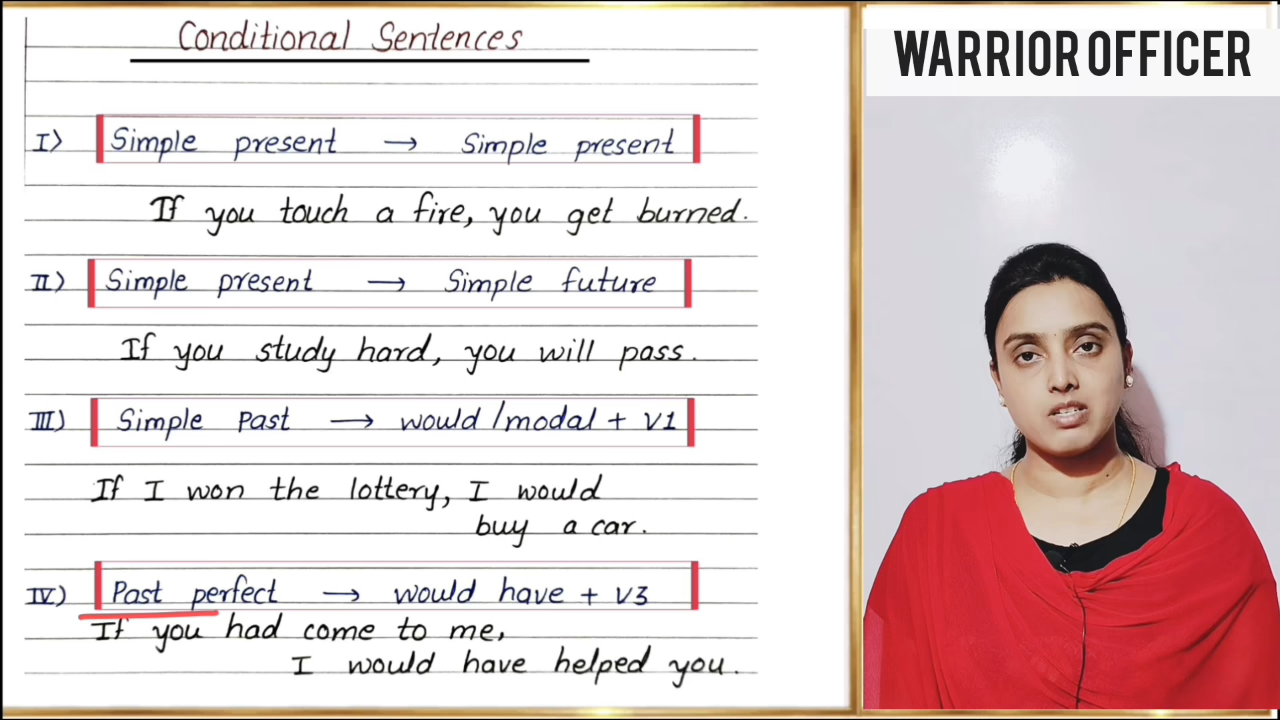 Conditional Sentences
I) Simple present → Simple present
If you touch a fire, you get burned.
II) Simple present → Simple future
If you study hard, you will pass.
III) Simple Past → would/modal + V1
If I won the lottery, I would
buy a car.
IV) Past perfect → would have + V3
If you had come to me,
I would have helped you.
WARRIOR OFFICER